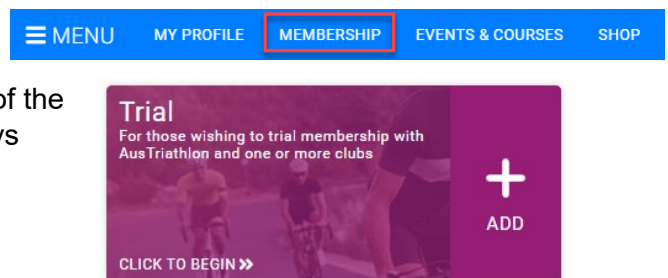 MENU MY PROFILE MEMBERSHIP EVENTS & COURSES SHOP
of the
Trial
For those wishing to trial membership with
AusTriathlon and one or more clubs
ADD
CLICK TO BEGIN »